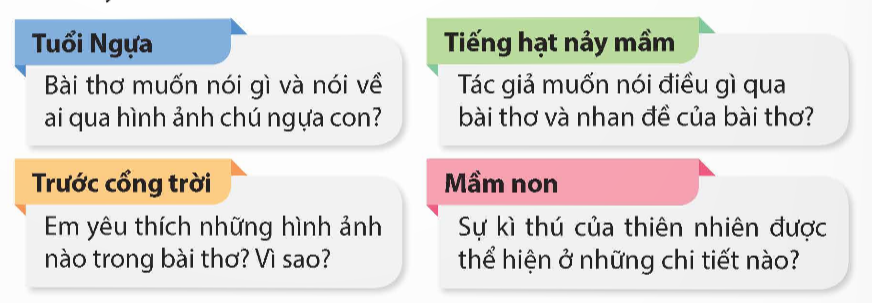 Tuổi Ngựa
Bài thơ muốn nói gì và nói về
ai qua hình ảnh chú ngựa con?
Tiếng hạt nảy mầm
Tác giả muốn nói điều gì qua
bài thơ và nhan đề của bài thơ?
Trước cổng trời
Em yêu thích những hình ảnh
nào trong bài thơ? Vì sao?
Mầm non
Sự kì thú của thiên nhiên được
thể hiện ở những chi tiết nào?